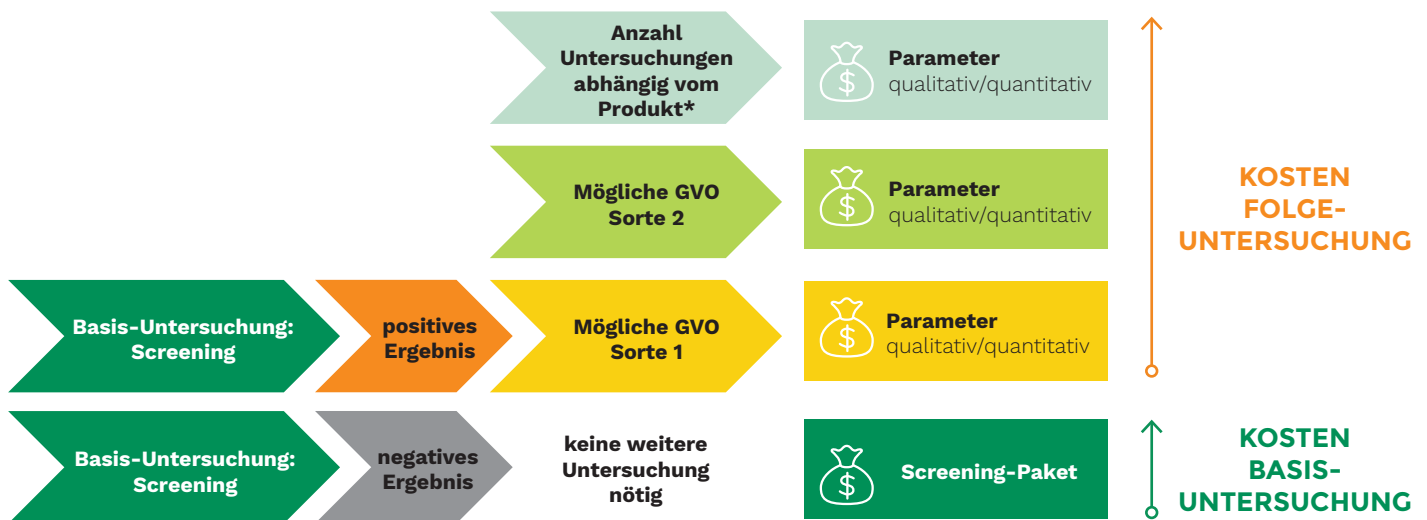 Anzahl
Untersuchungen
abhängig vom
Produkt*
Parameter
qualitativ/quantitativ
Mögliche GVO
Sorte 2
Parameter
qualitativ/quantitativ
KOSTEN
FOLGE-
UNTERSUCHUNG
Basis-Untersuchung:
Screening
positives
Ergebnis
Mögliche GVO
Sorte 1
Parameter
qualitativ/quantitativ
Basis-Untersuchung:
Screening
negatives
Ergebnis
keine weitere
Untersuchung
nötig
Screening-Paket
KOSTEN
BASIS-
UNTERSUCHUNG